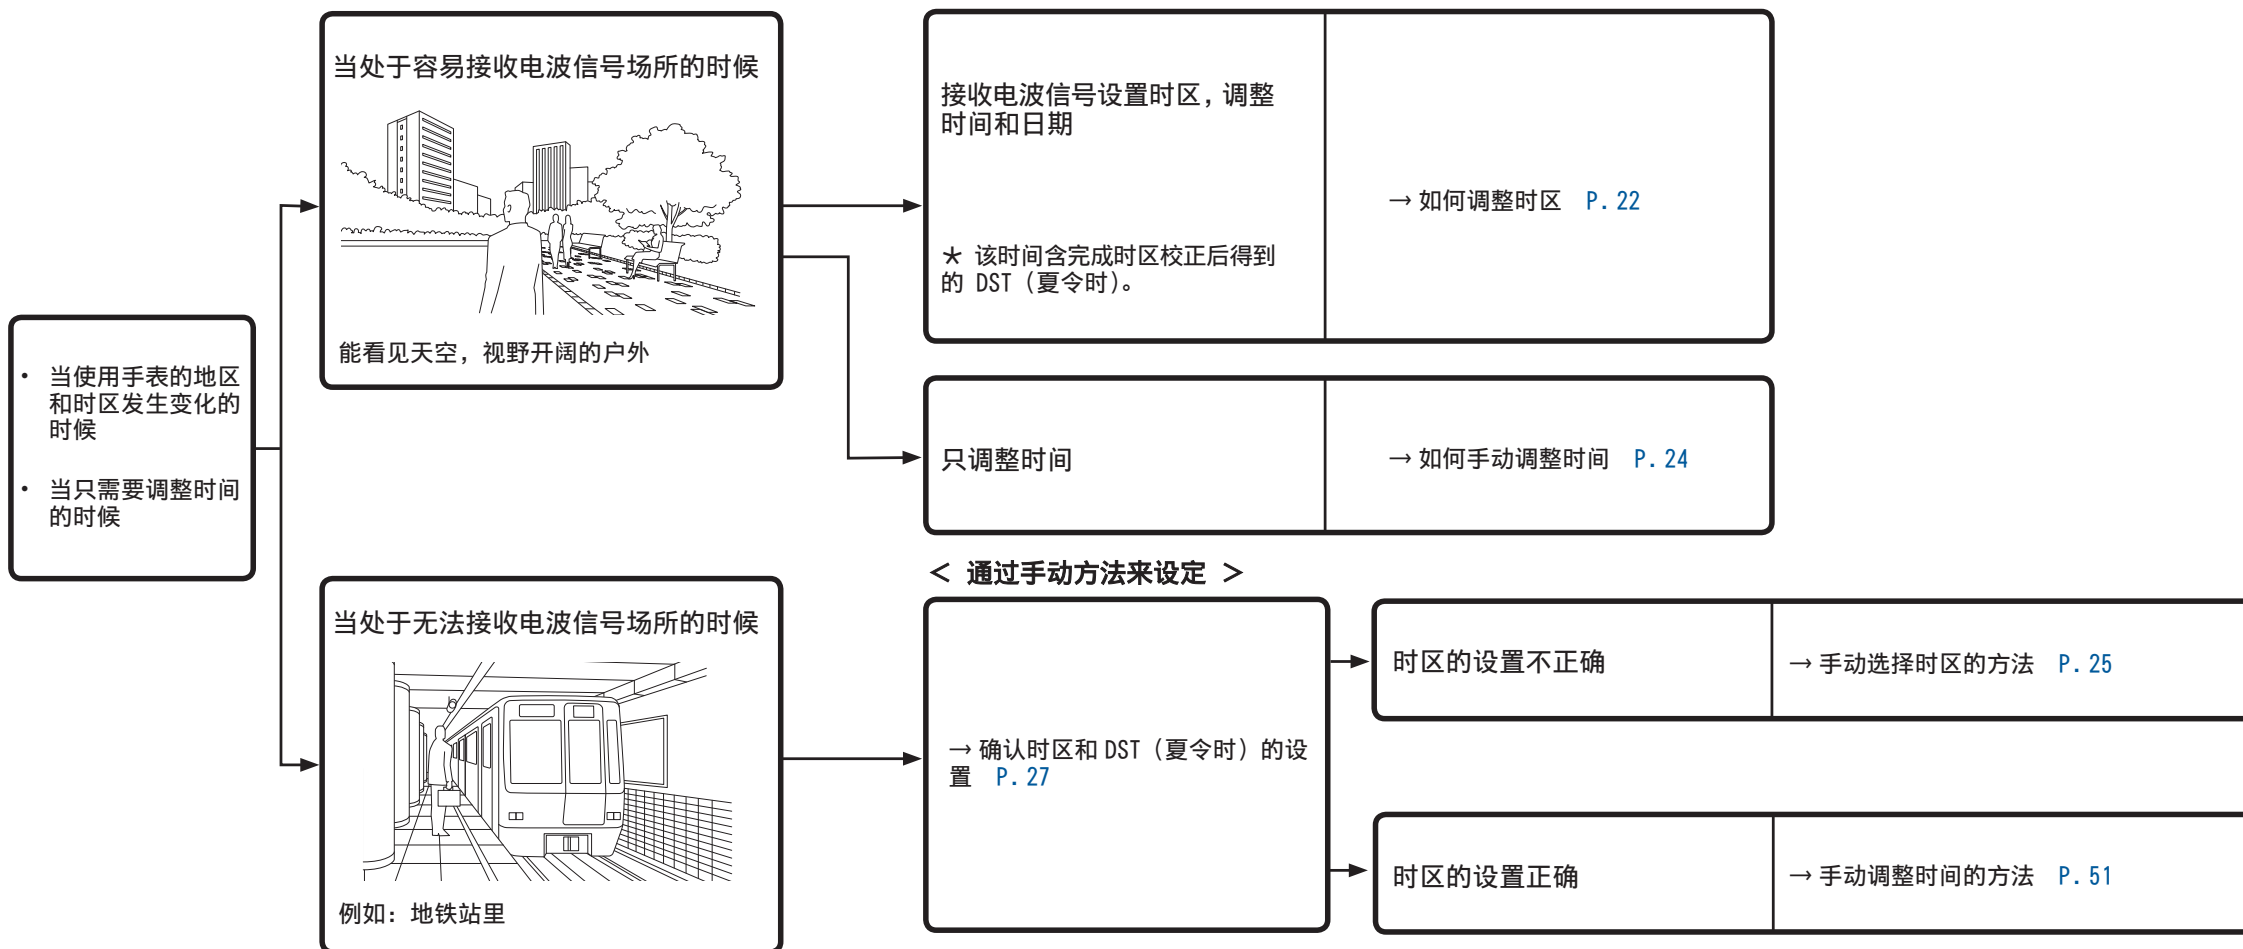 ・ 当使用手表的地区
和时区发生变化的
时候
・ 当只需要调整时间
的时候
当处于容易接收电波信号场所的时候
能看见天空，视野开阔的户外
接收电波信号设置时区，调整
时间和日期
★ 该时间含完成时区校正后得到
的 DST（夏令时）。
→ 如何调整时区 P. 22
只调整时间
→ 如何手动调整时间 P. 24
当处于无法接收电波信号场所的时候
例如：地铁站里
＜ 通过手动方法来设定 ＞
→ 确认时区和 DST（夏令时）的设
置 P. 27
时区的设置不正确
→ 手动选择时区的方法 P. 25
时区的设置正确
→ 手动调整时间的方法 P. 51